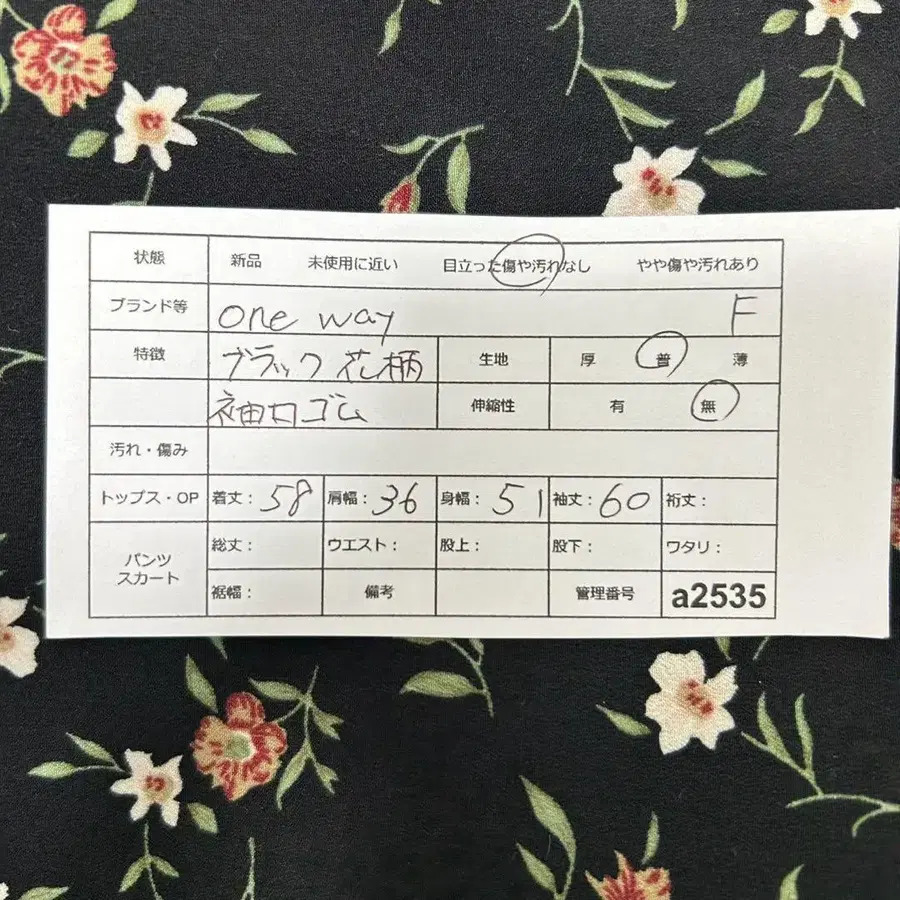 状態 新品 未使用に近い 目立った傷や汚れなし やや傷や汚れあり
ブランド等 one way F
特徴 ブラック花柄 生地 厚 普 薄
袖口ゴム 伸縮性 有 無
汚れ・傷み
トップス・OP 着丈：58 肩幅：36 身幅：51 袖丈：60 裄丈：
パンツ スカート 総丈： ウエスト： 股上： 股下： ワタリ：
裾幅： 備考 管理番号 a2535